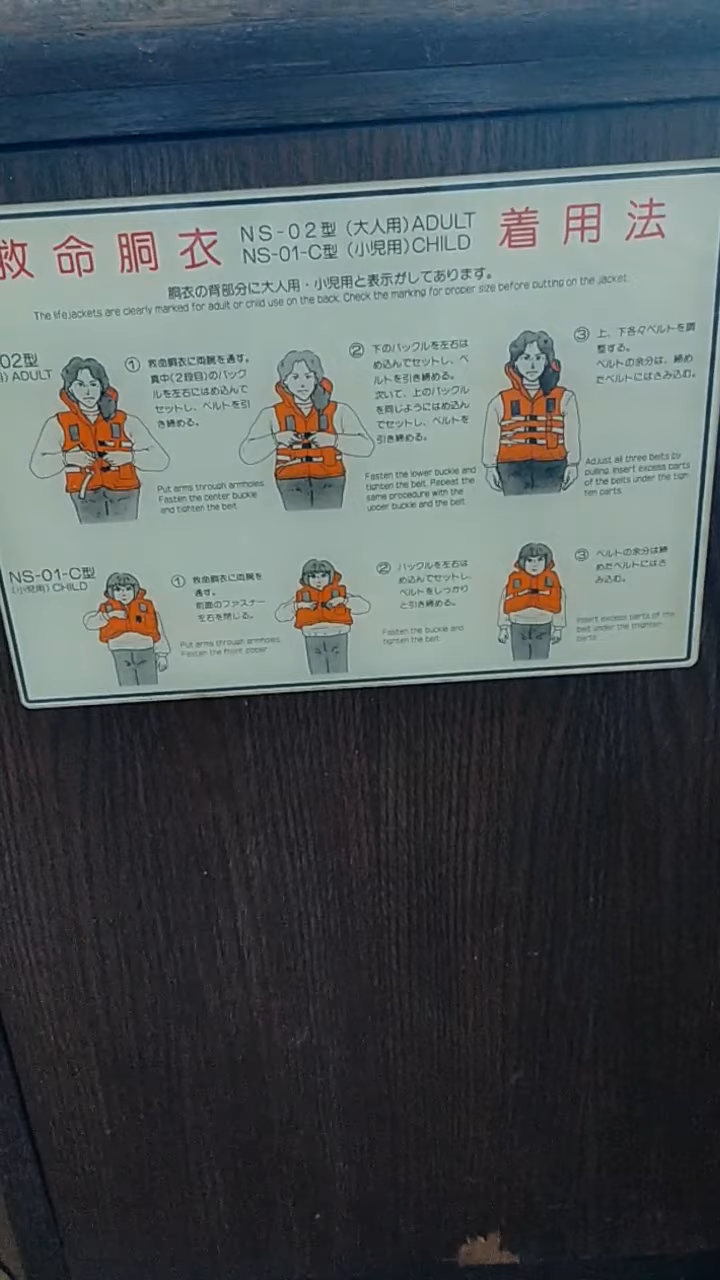 救命胴衣 NS-02型(大人用)ADULT 着用法
NS-01-C型(小児用)CHILD
胴衣の背部分に大人用・小児用と表示がしてあります。
The lifejackets are clearly marked for adult or child use on the back. Check the marking for proper size before putting on the jacket.
02型
ADULT
① 救命胴衣に両腕を通す。
真中(2段目)のバック
ルを左右にはめ込んで
セットし、ベルトを引
き締める。
Put arms through armholes.
Fasten the center buckle
and tighten the belt.
② 下のバックルを左右は
め込んでセットし、ベ
ルトを引き締める。
次いて、上のバックル
を同じようにはめ込ん
でセットし、ベルトを
引き締める。
Fasten the lower buckle and
tighten the belt. Repeat the
same procedure with the
upper buckle and the belt.
③ 上、下各々ベルトを調
整する。
ベルトの余分は、締め
たベルトにはさみ込む。
Adjust all three belts by
pulling. Insert excess parts
of the belts under the tigh
ten parts.
NS-01-C型
(小児用)CHILD
① 救命胴衣に両腕を
通す。
前面のファスナー
を閉じる。
Put arms through armholes.
Fasten the front zipper.
② バックルを左右は
め込んでセットし、
ベルトをしっかり
と引き締める。
Fasten the buckle and
tighten the belt.
③ ベルトの余分は締
めたベルトにはさ
み込む。
Insert excess parts of the
belt under the tighten
parts.